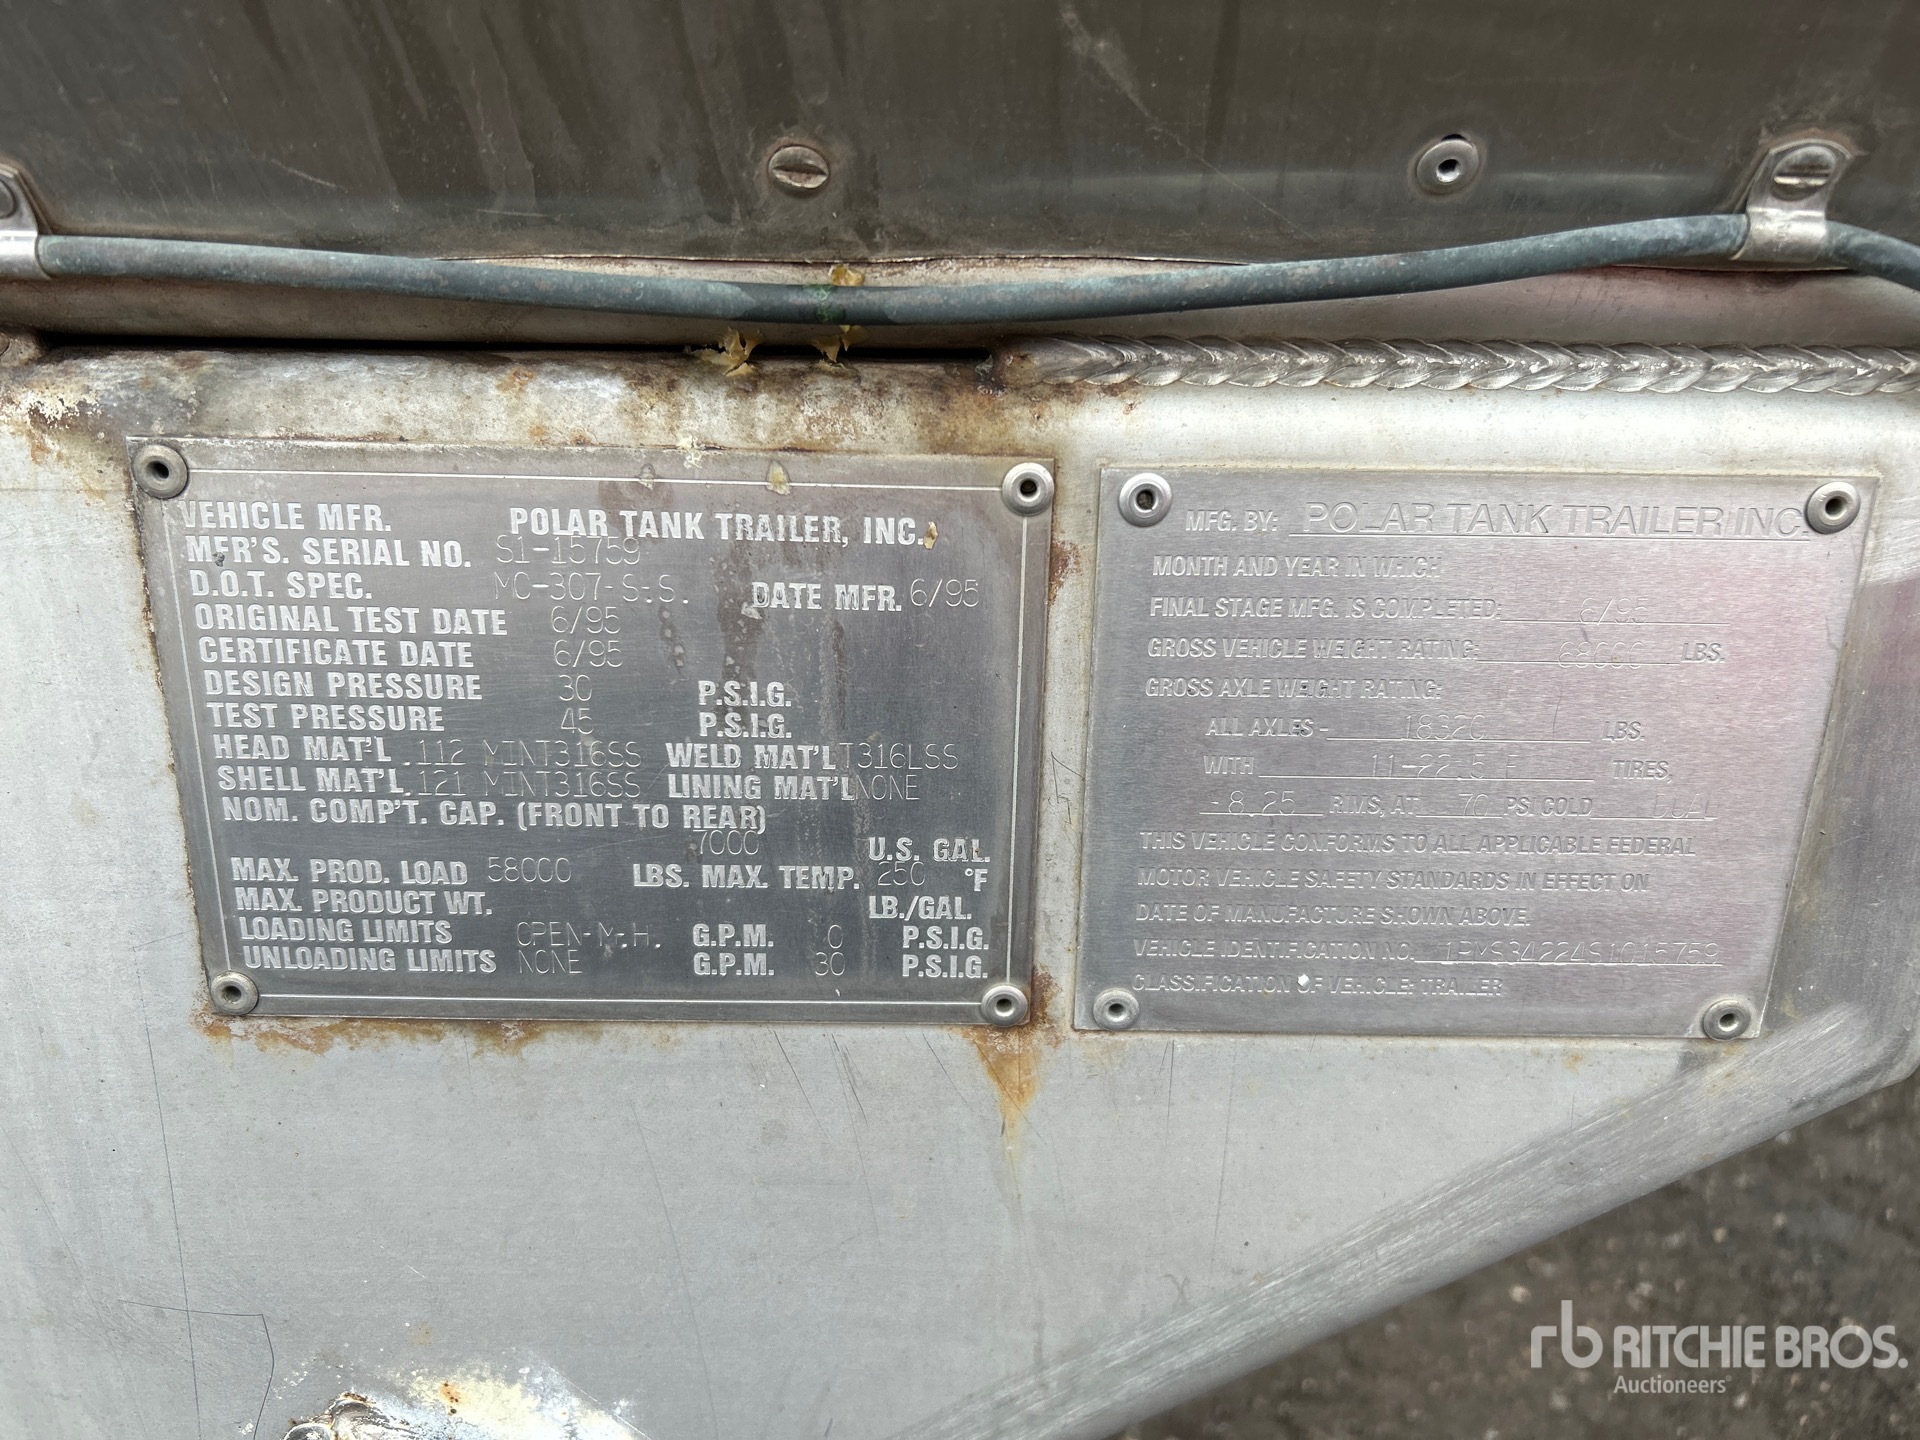 VEHICLE MFR. POLAR TANK TRAILER, INC.
MFR'S. SERIAL NO. S1-15759
D.O.T. SPEC. MC-307-S.S. DATE MFR. 6/95
ORIGINAL TEST DATE 6/95
CERTIFICATE DATE 6/95
DESIGN PRESSURE 30 P.S.I.G.
TEST PRESSURE 45 P.S.I.G.
HEAD MAT'L .112 MINT316SS WELD MAT'L T316LSS
SHELL MAT'L .121 MINT316SS LINING MAT'L NONE
NOM. COMP'T. CAP. (FRONT TO REAR)
7000 U.S. GAL.
MAX. PROD. LOAD 58000 LBS. MAX. TEMP. 250 °F
MAX. PRODUCT WT. LB./GAL.
LOADING LIMITS OPEN-M.H. G.P.M. 0 P.S.I.G.
UNLOADING LIMITS NONE G.P.M. 30 P.S.I.G.
MFG. BY: POLAR TANK TRAILER INC.
MONTH AND YEAR IN WHICH
FINAL STAGE MFG. IS COMPLETED: 6/95
GROSS VEHICLE WEIGHT RATING: 68000 LBS.
GROSS AXLE WEIGHT RATING:
ALL AXLES - 18320 LBS.
WITH 11-22.5 F TIRES,
-8.25 RIMS, AT 70 PSI COLD DUAL
THIS VEHICLE CONFORMS TO ALL APPLICABLE FEDERAL
MOTOR VEHICLE SAFETY STANDARDS IN EFFECT ON
DATE OF MANUFACTURE SHOWN ABOVE.
VEHICLE IDENTIFICATION NO. 1PMS34224S1015759
CLASSIFICATION OF VEHICLE: TRAILER
rb RITCHIE BROS.
Auctioneers